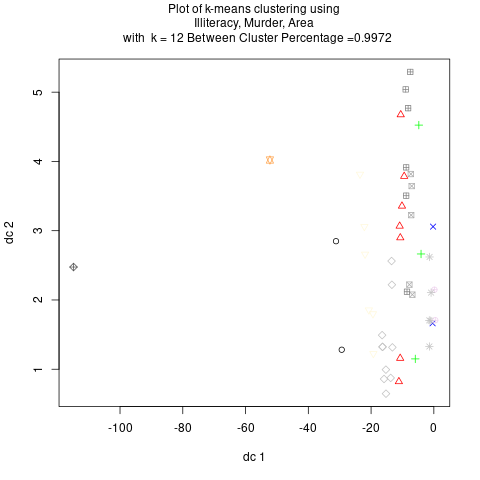 Plot of k-means clustering using
Illiteracy, Murder, Area
with k = 12 Between Cluster Percentage =0.9972
5
4
3
2
1
dc 2
-100
-80
-60
-40
-20
0
dc 1